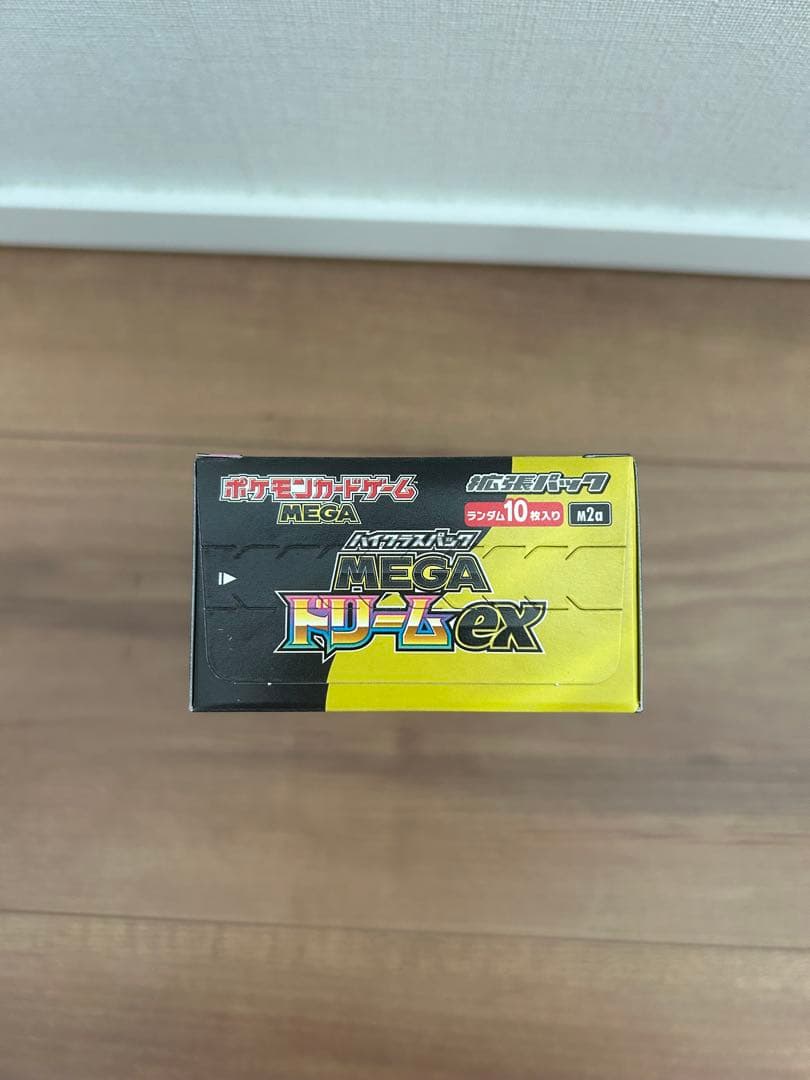 ポケモンカードゲーム
MEGA
拡張パック
ランダム10枚入り M2a
ハイクラスパック
MEGA
ドリームex